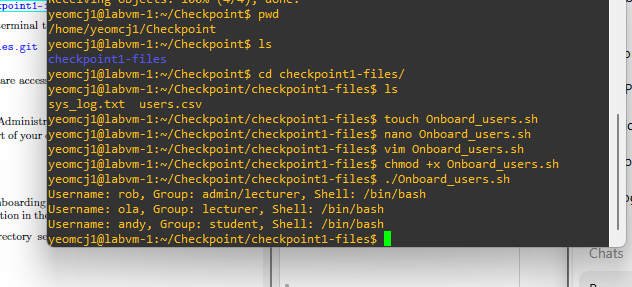 Receiving objects: 100% (4/4), done.
yeomcj1@labvm-1:~/Checkpoint$ pwd
/home/yeomcj1/Checkpoint
yeomcj1@labvm-1:~/Checkpoint$ ls
checkpoint1-files
yeomcj1@labvm-1:~/Checkpoint$ cd checkpoint1-files/
yeomcj1@labvm-1:~/Checkpoint/checkpoint1-files$ ls
sys_log.txt  users.csv
yeomcj1@labvm-1:~/Checkpoint/checkpoint1-files$ touch Onboard_users.sh
yeomcj1@labvm-1:~/Checkpoint/checkpoint1-files$ nano Onboard_users.sh
yeomcj1@labvm-1:~/Checkpoint/checkpoint1-files$ vim Onboard_users.sh
yeomcj1@labvm-1:~/Checkpoint/checkpoint1-files$ chmod +x Onboard_users.sh
yeomcj1@labvm-1:~/Checkpoint/checkpoint1-files$ ./Onboard_users.sh
Username: rob, Group: admin/lecturer, Shell: /bin/bash
Username: ola, Group: lecturer, Shell: /bin/bash
Username: andy, Group: student, Shell: /bin/bash
yeomcj1@labvm-1:~/Checkpoint/checkpoint1-files$
kpoint1-
terminal t
es.git
are access
Administr
rt of your
nboarding
tion in the
rectory se
Chats